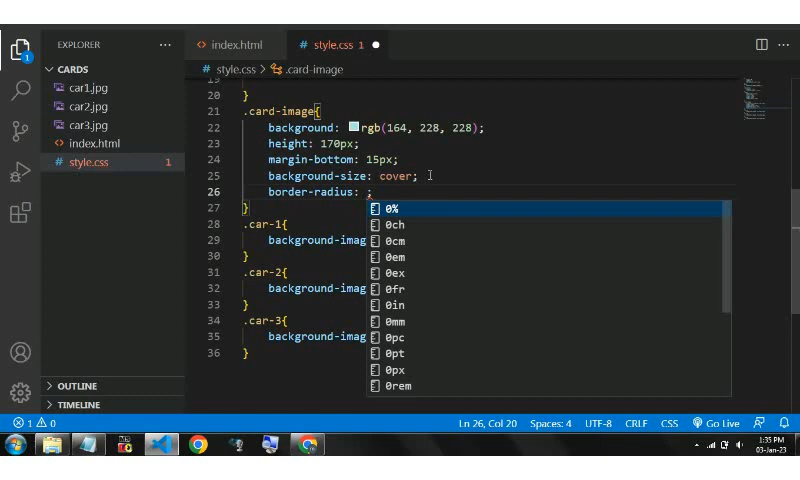 index.html
style.css 1
EXPLORER
style.css > .card-image
CARDS
car1.jpg
car2.jpg
car3.jpg
index.html
style.css 1
OUTLINE
TIMELINE
19
20 }
21 .card-image{
22 background: rgb(164, 228, 228);
23 height: 170px;
24 margin-bottom: 15px;
25 background-size: cover;
26 border-radius: ;
27 }
28 .car-1{
29 background-imag
30 }
31 .car-2{
32 background-imag
33 }
34 .car-3{
35 background-imag
36 }
0%
0ch
0cm
0em
0ex
0fr
0in
0mm
0pc
0pt
0px
0rem
1 0
Ln 26, Col 20 Spaces: 4 UTF-8 CRLF CSS Go Live
1:35 PM
03-Jan-23